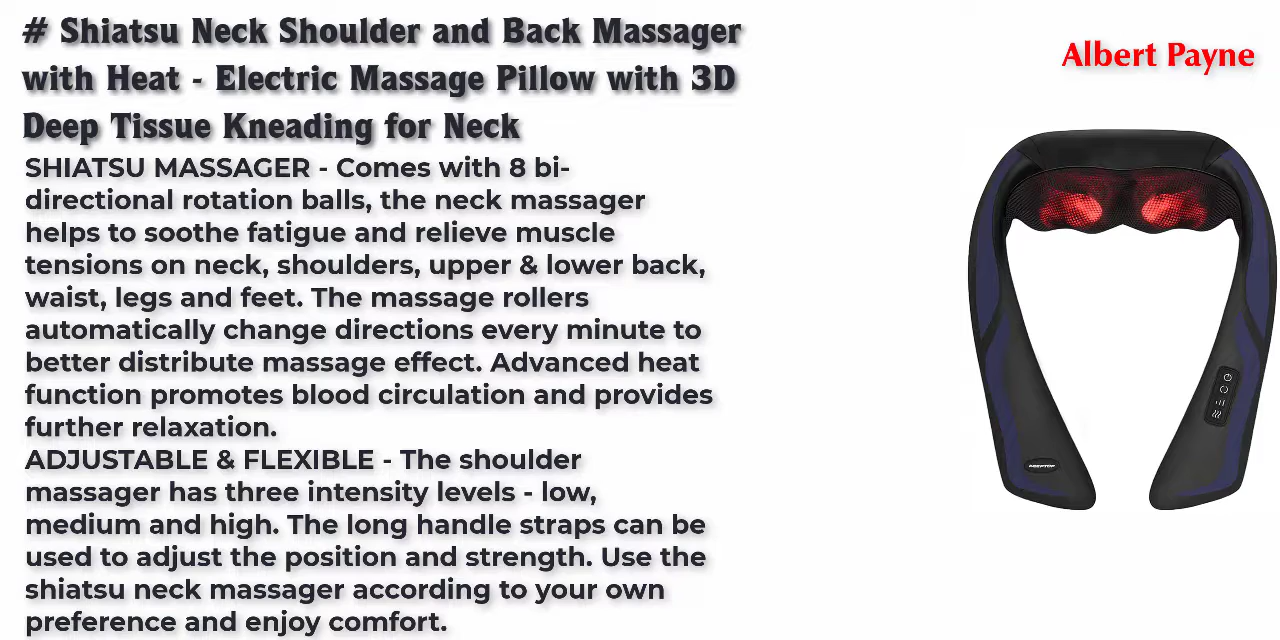 # Shiatsu Neck Shoulder and Back Massager
with Heat - Electric Massage Pillow with 3D
Deep Tissue Kneading for Neck
Albert Payne
SHIATSU MASSAGER - Comes with 8 bi-
directional rotation balls, the neck massager
helps to soothe fatigue and relieve muscle
tensions on neck, shoulders, upper & lower back,
waist, legs and feet. The massage rollers
automatically change directions every minute to
better distribute massage effect. Advanced heat
function promotes blood circulation and provides
further relaxation.
ADJUSTABLE & FLEXIBLE - The shoulder
massager has three intensity levels - low,
medium and high. The long handle straps can be
used to adjust the position and strength. Use the
shiatsu neck massager according to your own
preference and enjoy comfort.